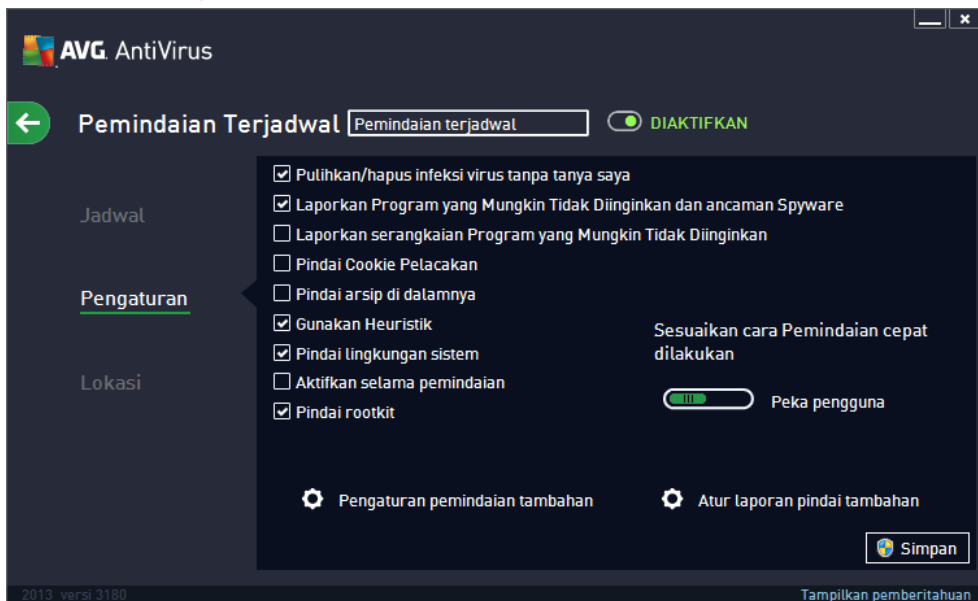 AVG. AntiVirus
Pemindaian Terjadwal Pemindaian terjadwal DIAKTIFKAN
Jadwal
Pengaturan
Lokasi
Pulihkan/hapus infeksi virus tanpa tanya saya
Laporkan Program yang Mungkin Tidak Diinginkan dan ancaman Spyware
Laporkan serangkaian Program yang Mungkin Tidak Diinginkan
Pindai Cookie Pelacakan
Pindai arsip di dalamnya
Gunakan Heuristik
Pindai lingkungan sistem
Aktifkan selama pemindaian
Pindai rootkit
Sesuaikan cara Pemindaian cepat
dilakukan
Peka pengguna
Pengaturan pemindaian tambahan
Atur laporan pindai tambahan
Simpan
2013 versi 3180
Tampilkan pemberitahuan